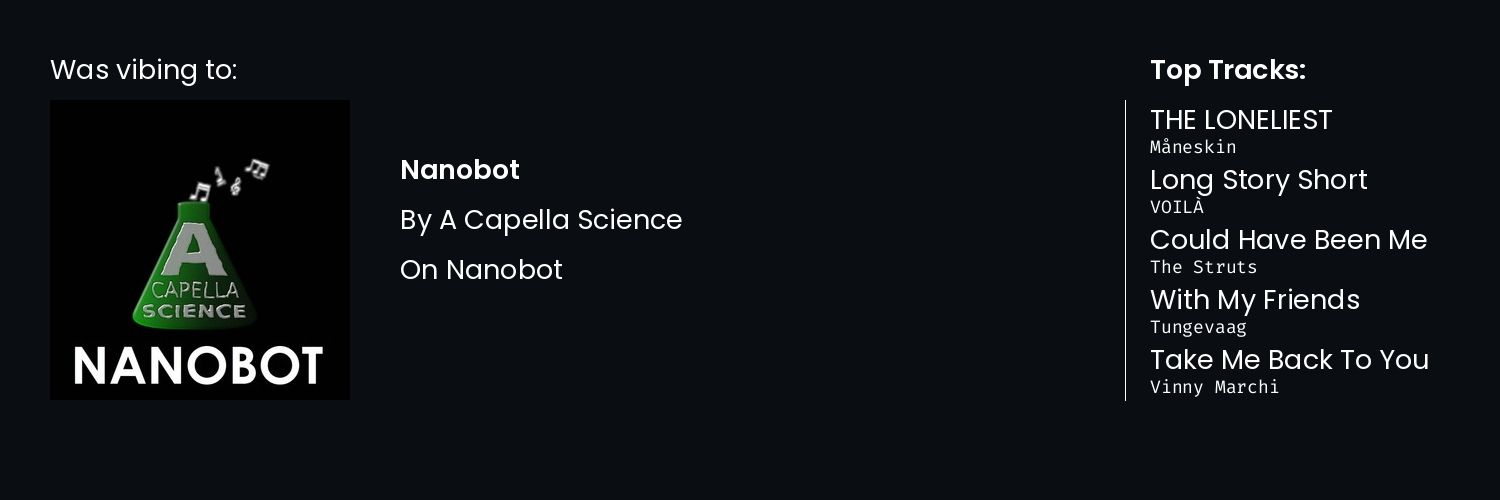 Was vibing to:
A
CAPELLA
SCIENCE
NANOBOT
Nanobot
By A Capella Science
On Nanobot
Top Tracks:
THE LONELIEST
Måneskin
Long Story Short
VOILÀ
Could Have Been Me
The Struts
With My Friends
Tungevaag
Take Me Back To You
Vinny Marchi